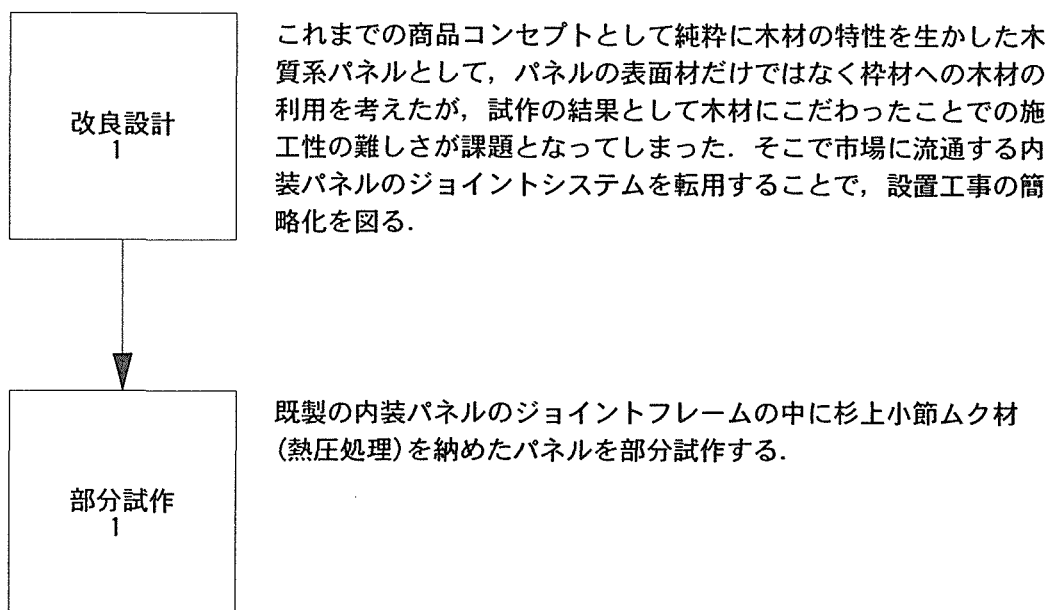 改良設計
1
これまでの商品コンセプトとして純粋に木材の特性を生かした木
質系パネルとして，パネルの表面材だけではなく枠材への木材の
利用を考えたが，試作の結果として木材にこだわったことでの施
工性の難しさが課題となってしまった．そこで市場に流通する内
装パネルのジョイントシステムを転用することで，設置工事の簡
略化を図る．
部分試作
1
既製の内装パネルのジョイントフレームの中に杉上小節ムク材
(熱圧処理)を納めたパネルを部分試作する．